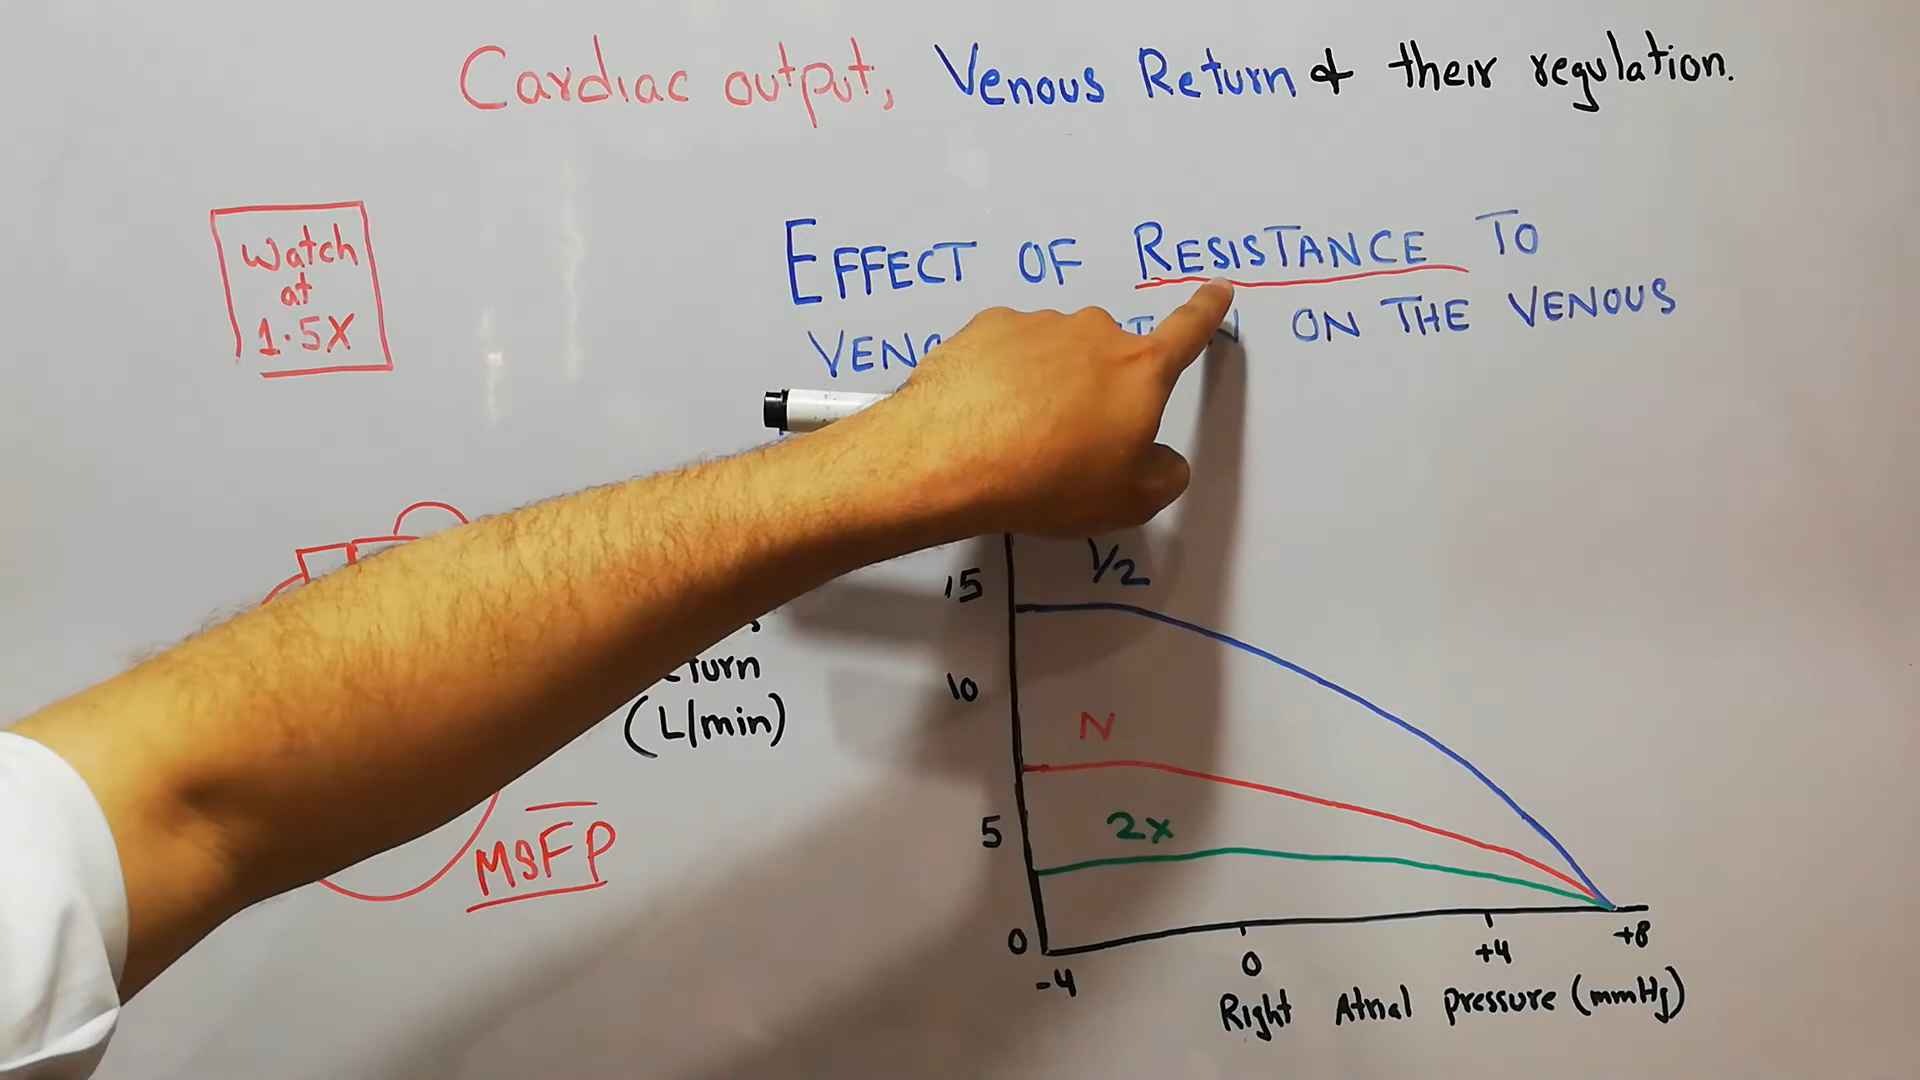 Cardiac output, Venous Return & their regulation.
Watch
at
1.5X
EFFECT OF RESISTANCE TO
ON THE VENOUS
(L/min)
MSFP
15
10
5
0
1/2
N
2x
-4
0
+4
+8
Right Atrial pressure (mmHg)